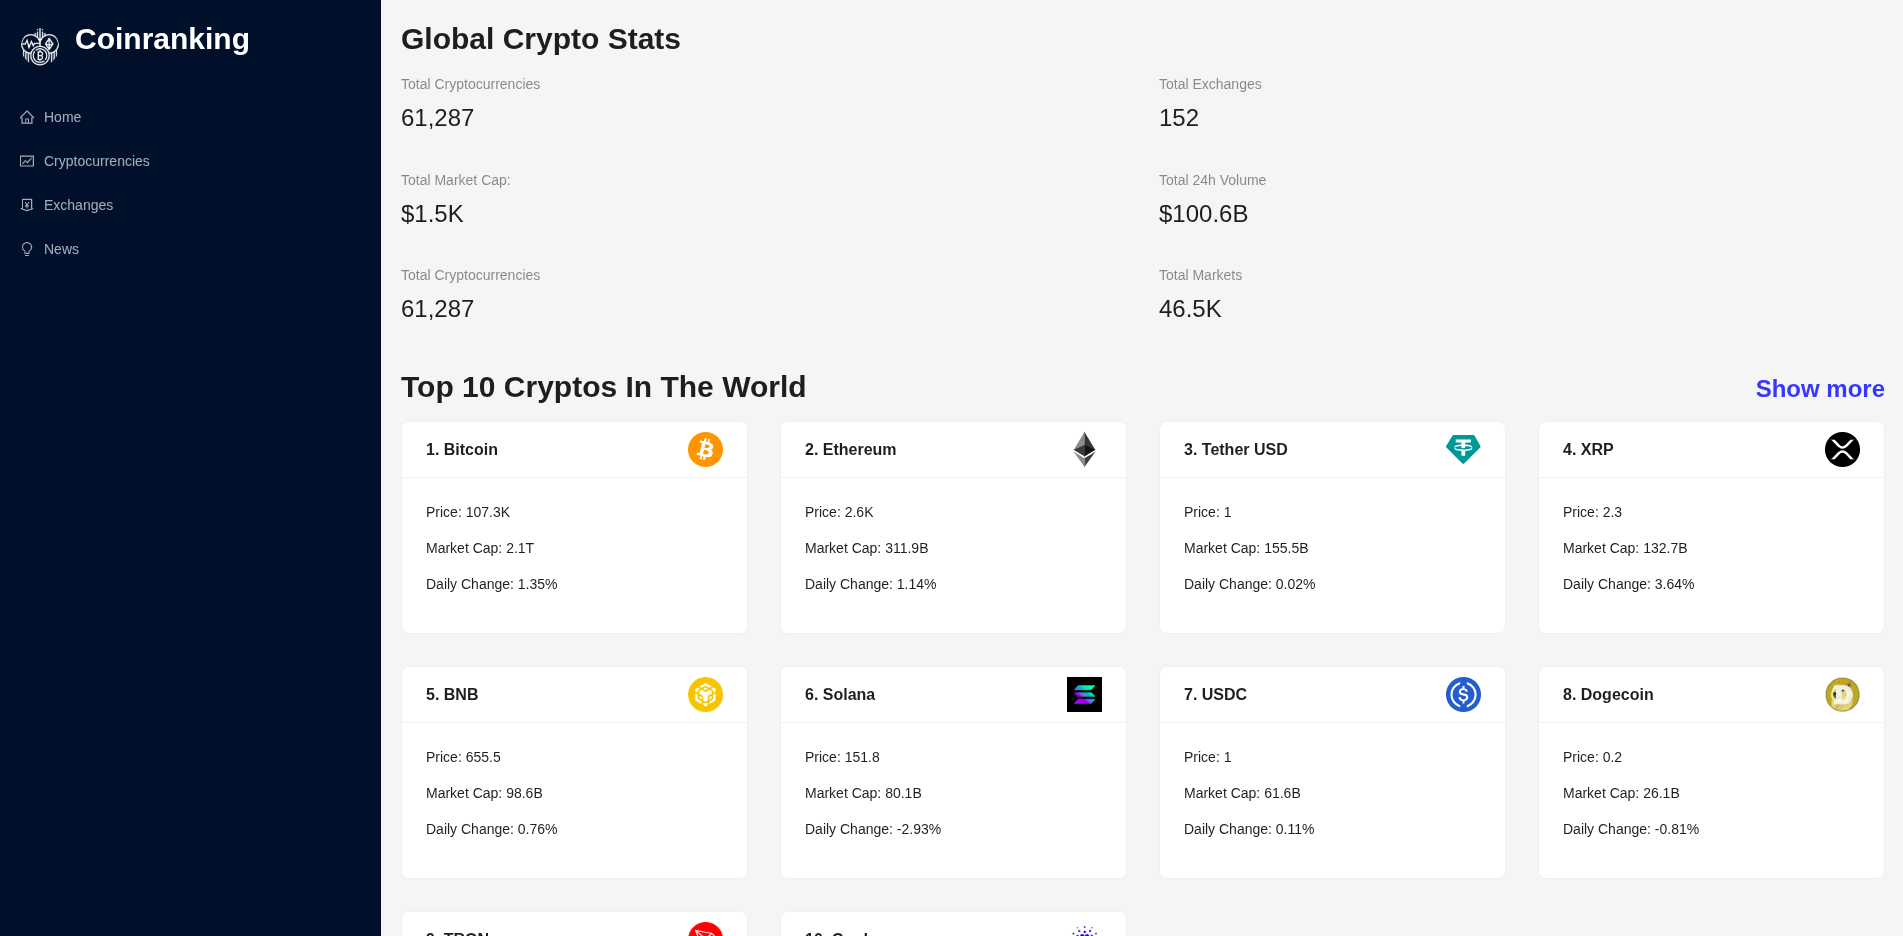 Coinranking
Home
Cryptocurrencies
Exchanges
News
Global Crypto Stats
Total Cryptocurrencies
61,287
Total Exchanges
152
Total Market Cap:
$1.5K
Total 24h Volume
$100.6B
Total Cryptocurrencies
61,287
Total Markets
46.5K
Top 10 Cryptos In The World
Show more
1. Bitcoin
Price: 107.3K
Market Cap: 2.1T
Daily Change: 1.35%
2. Ethereum
Price: 2.6K
Market Cap: 311.9B
Daily Change: 1.14%
3. Tether USD
Price: 1
Market Cap: 155.5B
Daily Change: 0.02%
4. XRP
Price: 2.3
Market Cap: 132.7B
Daily Change: 3.64%
5. BNB
Price: 655.5
Market Cap: 98.6B
Daily Change: 0.76%
6. Solana
Price: 151.8
Market Cap: 80.1B
Daily Change: -2.93%
7. USDC
Price: 1
Market Cap: 61.6B
Daily Change: 0.11%
8. Dogecoin
Price: 0.2
Market Cap: 26.1B
Daily Change: -0.81%
9. TRON
10.